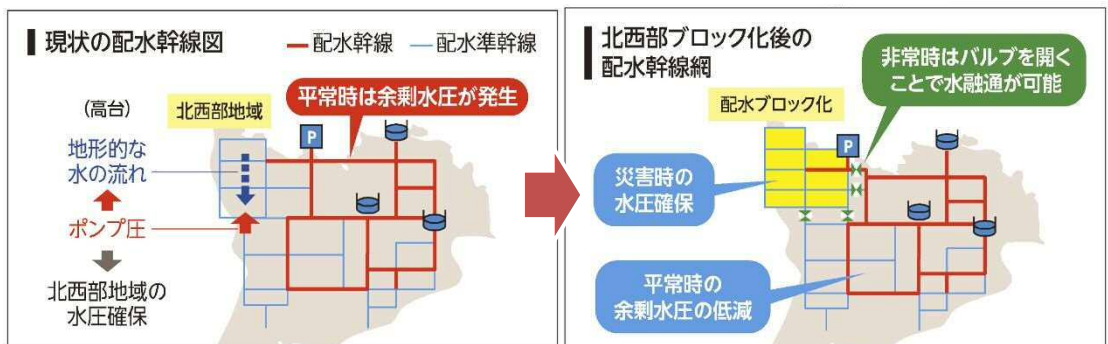 現状の配水幹線図
配水幹線
配水準幹線
平常時は余剰水圧が発生
(高台)
北西部地域
P
地形的な
水の流れ
ポンプ圧
北西部地域の
水圧確保
北西部ブロック化後の
配水幹線網
非常時はバルブを開く
ことで水融通が可能
配水ブロック化
P
災害時の
水圧確保
平常時の
余剰水圧の低減